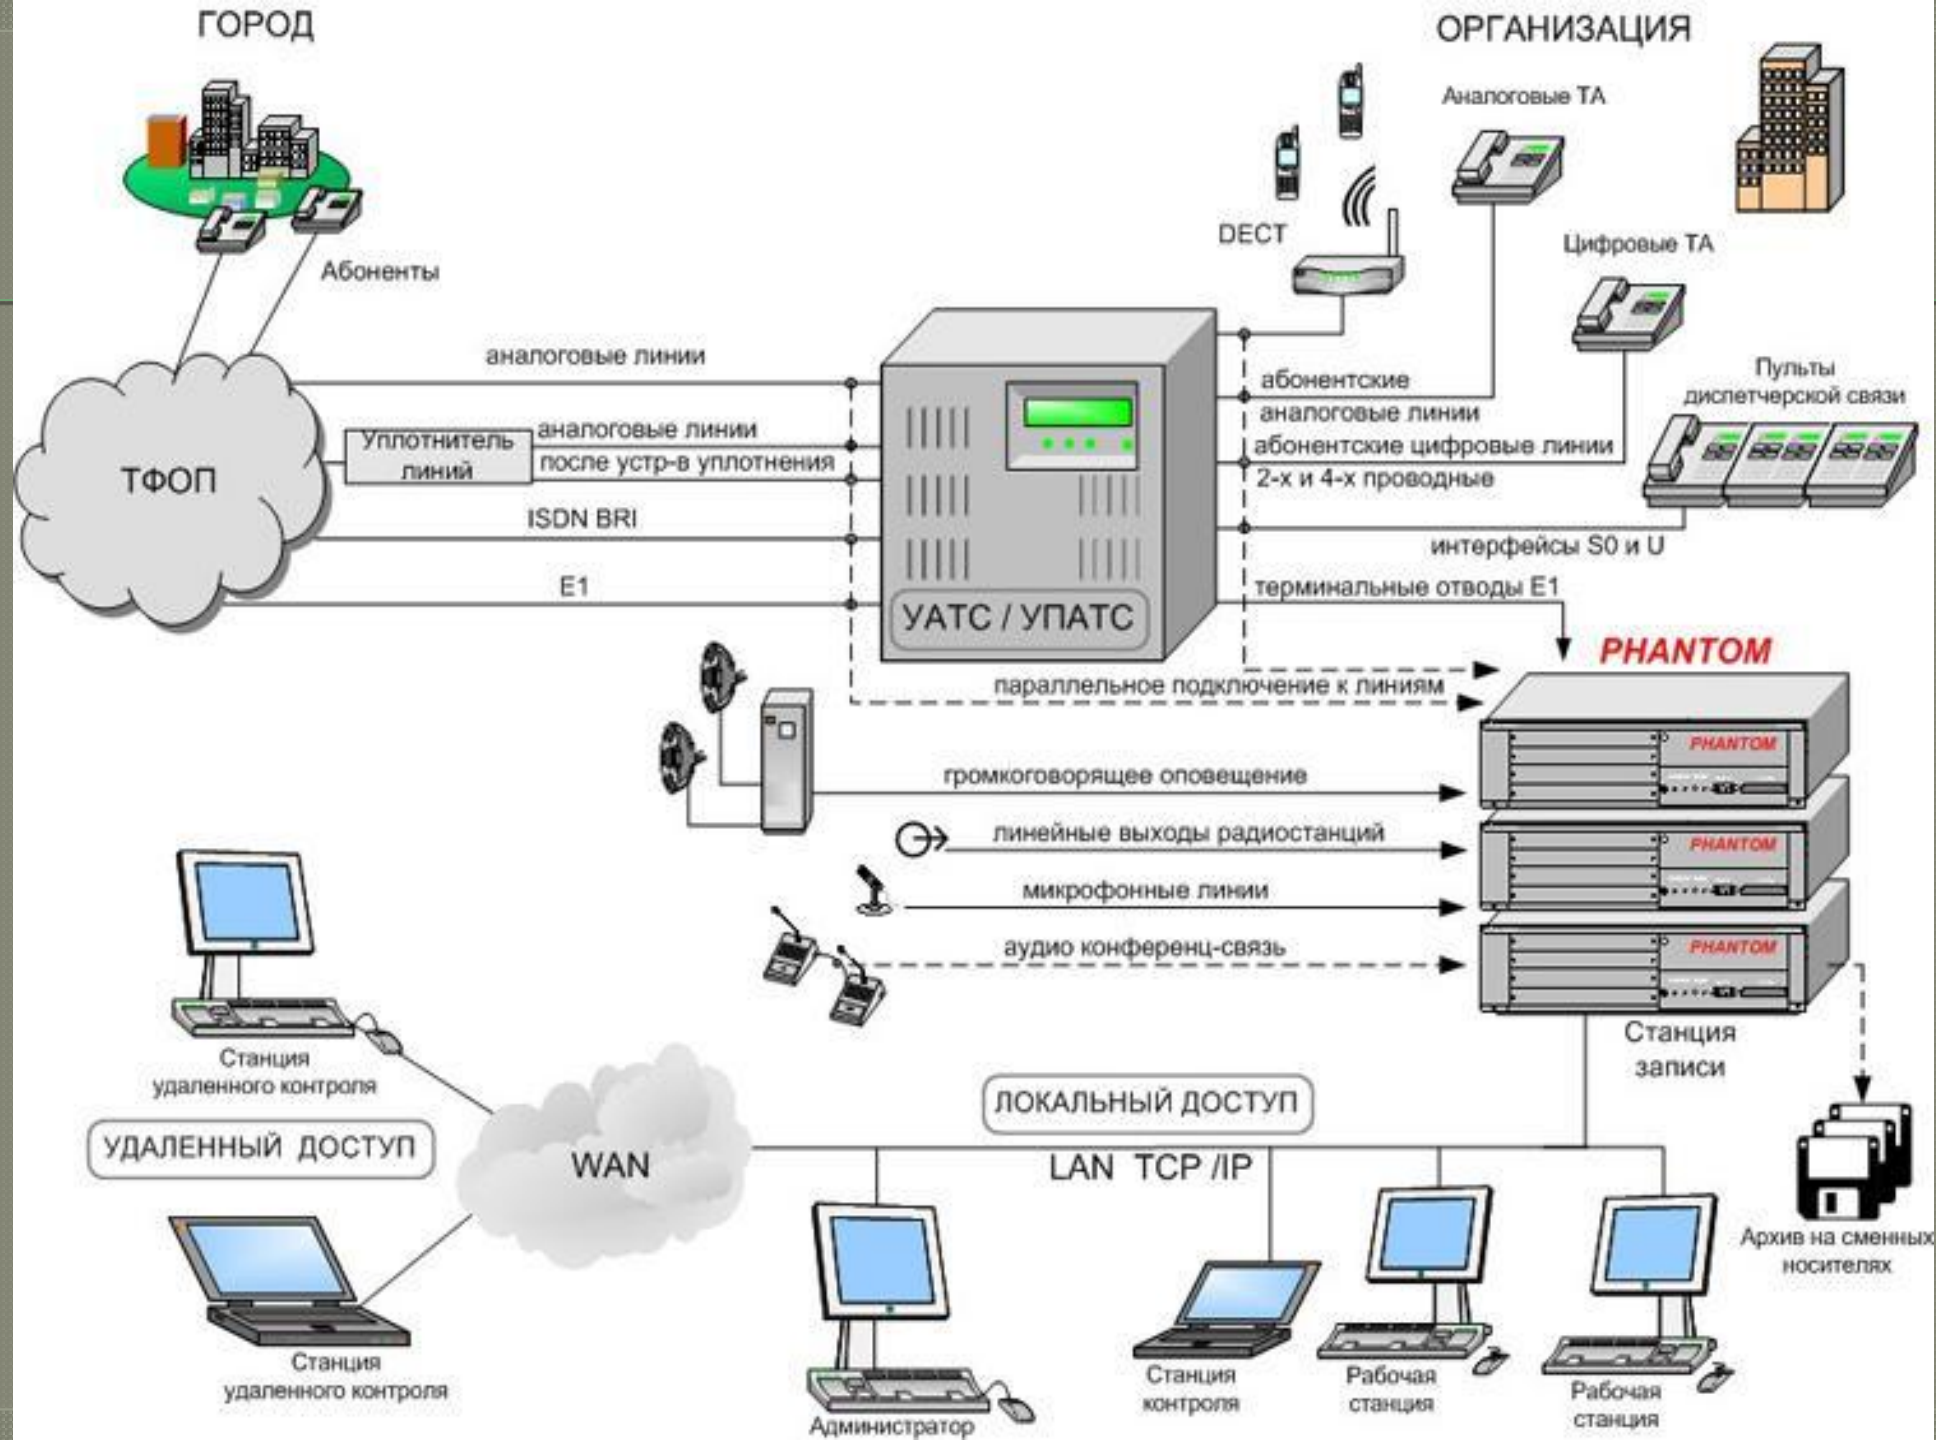 ГОРОД
ОРГАНИЗАЦИЯ
Аналоговые ТА
DECT
Цифровые ТА
Абоненты
Пульты
диспетчерской связи
аналоговые линии
абонентские
аналоговые линии
Уплотнитель
линий
аналоговые линии
после устр-в уплотнения
абонентские цифровые линии
2-х и 4-х проводные
ТФОП
ISDN BRI
интерфейсы S0 и U
E1
терминальные отводы E1
УАТС / УПАТС
PHANTOM
параллельное подключение к линиям
PHANTOM
громкоговорящее оповещение
линейные выходы радиостанций
PHANTOM
микрофонные линии
аудио конференц-связь
PHANTOM
Станция
записи
Станция
удаленного контроля
ЛОКАЛЬНЫЙ ДОСТУП
УДАЛЕННЫЙ ДОСТУП
WAN
LAN TCP /IP
Архив на сменных
носителях
Станция
удаленного контроля
Администратор
Станция
контроля
Рабочая
станция
Рабочая
станция